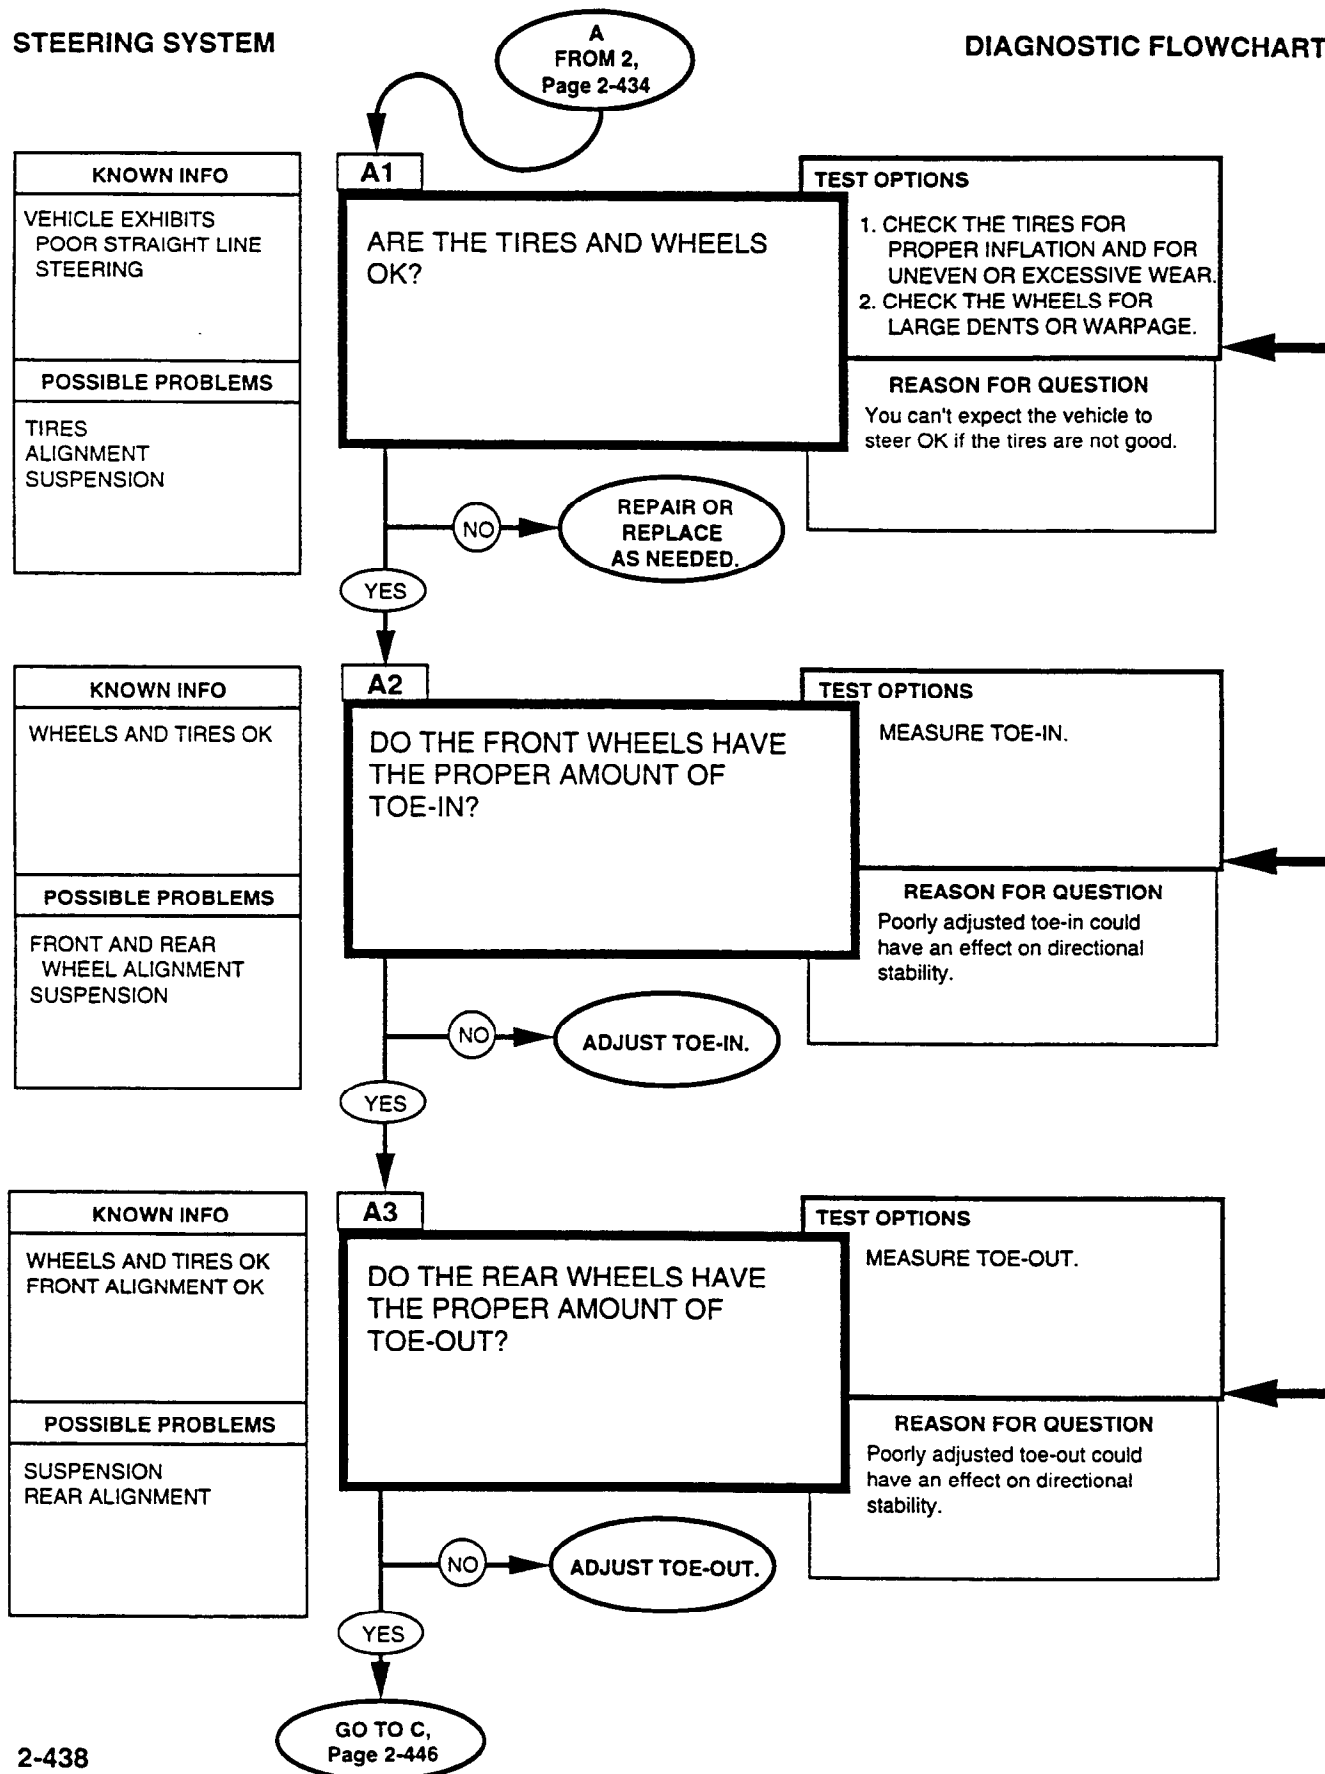 STEERING SYSTEM
A
FROM 2,
Page 2-434
DIAGNOSTIC FLOWCHART
KNOWN INFO
VEHICLE EXHIBITS
POOR STRAIGHT LINE
STEERING
POSSIBLE PROBLEMS
TIRES
ALIGNMENT
SUSPENSION
A1
ARE THE TIRES AND WHEELS
OK?
TEST OPTIONS
1. CHECK THE TIRES FOR
PROPER INFLATION AND FOR
UNEVEN OR EXCESSIVE WEAR.
2. CHECK THE WHEELS FOR
LARGE DENTS OR WARPAGE.
REASON FOR QUESTION
You can't expect the vehicle to
steer OK if the tires are not good.
NO
REPAIR OR
REPLACE
AS NEEDED.
YES
KNOWN INFO
WHEELS AND TIRES OK
POSSIBLE PROBLEMS
FRONT AND REAR
WHEEL ALIGNMENT
SUSPENSION
A2
DO THE FRONT WHEELS HAVE
THE PROPER AMOUNT OF
TOE-IN?
TEST OPTIONS
MEASURE TOE-IN.
REASON FOR QUESTION
Poorly adjusted toe-in could
have an effect on directional
stability.
NO
ADJUST TOE-IN.
YES
KNOWN INFO
WHEELS AND TIRES OK
FRONT ALIGNMENT OK
POSSIBLE PROBLEMS
SUSPENSION
REAR ALIGNMENT
A3
DO THE REAR WHEELS HAVE
THE PROPER AMOUNT OF
TOE-OUT?
TEST OPTIONS
MEASURE TOE-OUT.
REASON FOR QUESTION
Poorly adjusted toe-out could
have an effect on directional
stability.
NO
ADJUST TOE-OUT.
YES
GO TO C,
Page 2-446
2-438